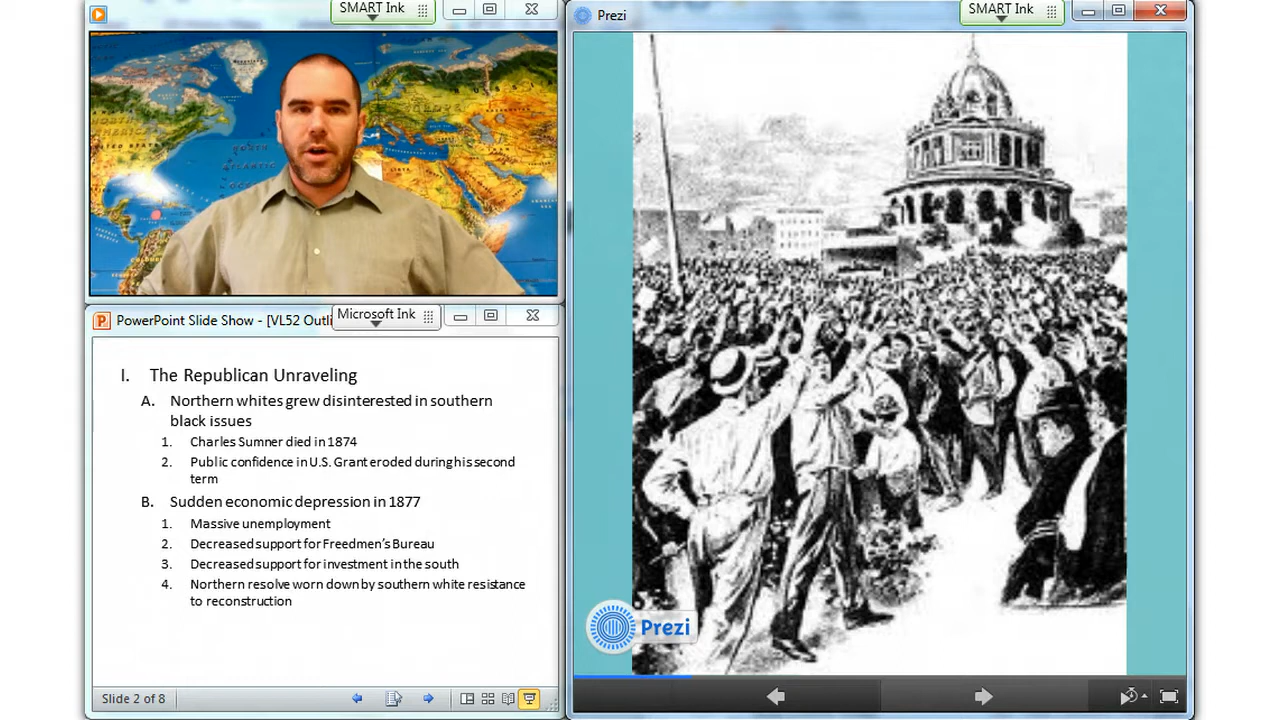 SMART Ink
Prezi
SMART Ink
PowerPoint Slide Show - [VL52 Outli
Microsoft Ink
I. The Republican Unraveling
A. Northern whites grew disinterested in southern
black issues
1. Charles Sumner died in 1874
2. Public confidence in U.S. Grant eroded during his second
term
B. Sudden economic depression in 1877
1. Massive unemployment
2. Decreased support for Freedmen's Bureau
3. Decreased support for investment in the south
4. Northern resolve worn down by southern white resistance
to reconstruction
Slide 2 of 8
Prezi